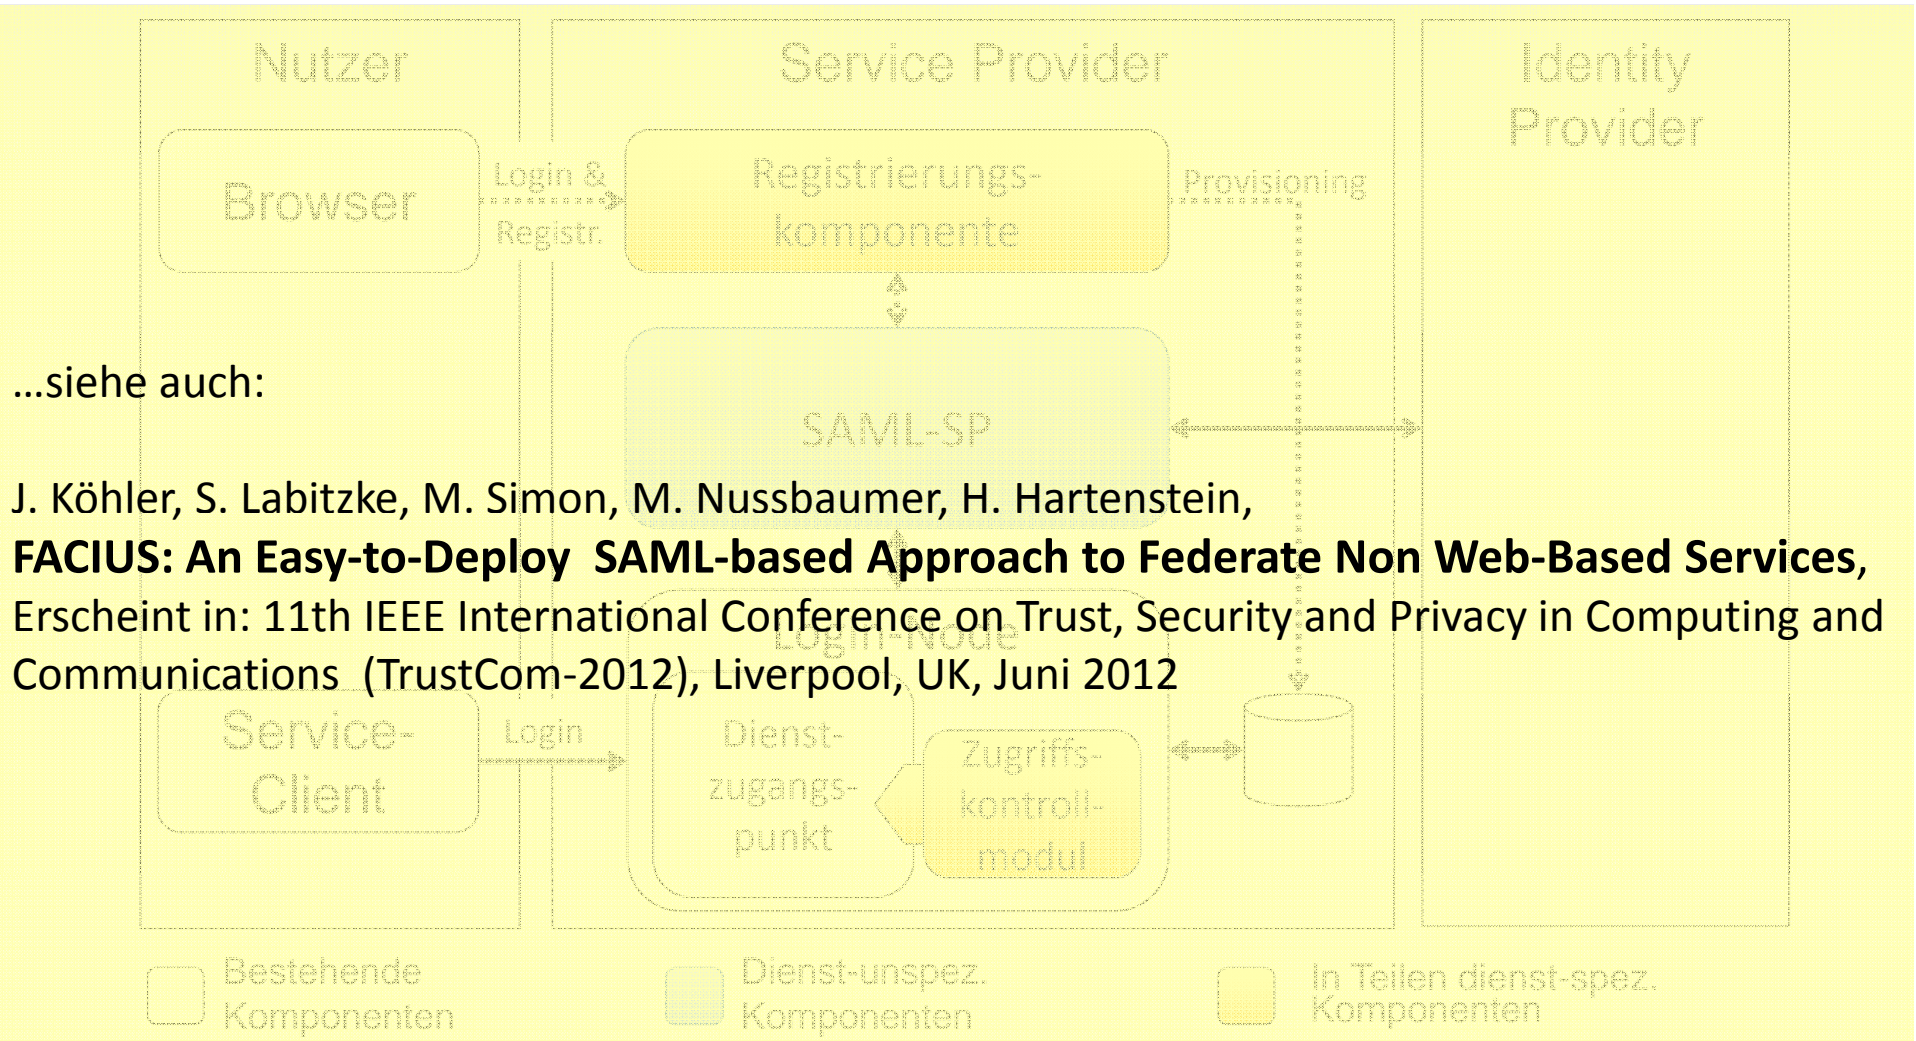 Nutzer
Service Provider
Identity
Provider
Browser
Login &
Registr.
Registrierungs-
komponente
Provisioning
…siehe auch:
SAML-SP
J. Köhler, S. Labitzke, M. Simon, M. Nussbaumer, H. Hartenstein,
FACIUS: An Easy-to-Deploy  SAML-based Approach to Federate Non Web-Based Services,
Erscheint in: 11th IEEE International Conference on Trust, Security and Privacy in Computing and
Communications  (TrustCom-2012), Liverpool, UK, Juni 2012
Login-Node
Service-
Client
Login
Dienst-
zugangs-
punkt
Zugriffs-
kontroll-
modul
Bestehende
Komponenten
Dienst-unspez.
Komponenten
In Teilen dienst-spez.
Komponenten